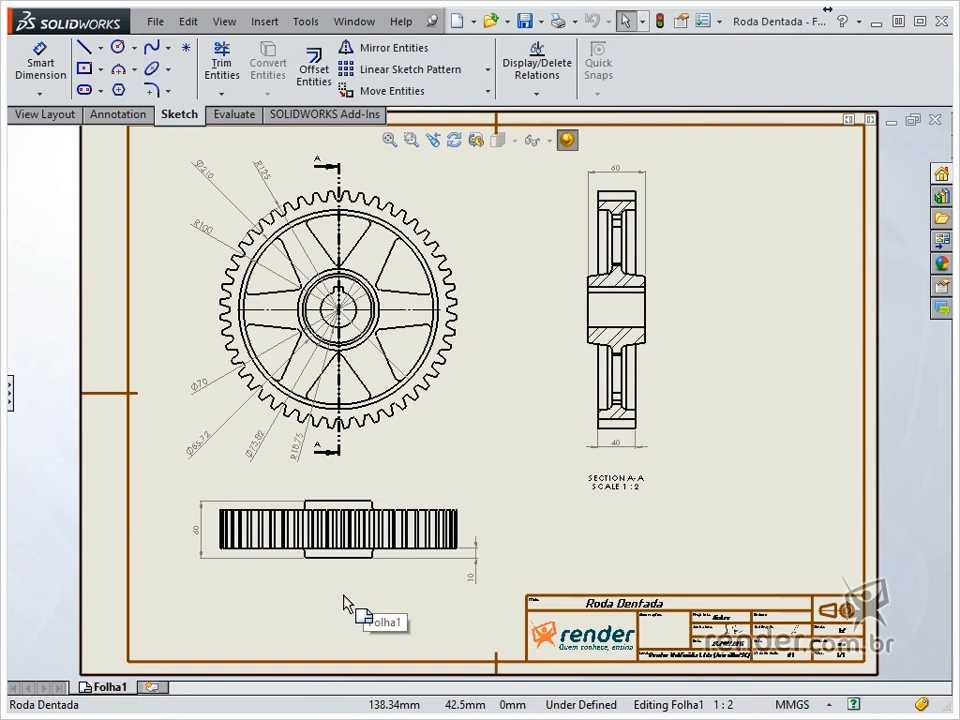 SOLIDWORKS File Edit View Insert Tools Window Help Roda Dentada - F... ?
Smart Dimension
Trim Entities
Convert Entities
Offset Entities
Mirror Entities
Linear Sketch Pattern
Move Entities
Display/Delete Relations
Quick Snaps
View Layout Annotation Sketch Evaluate SOLIDWORKS Add-Ins
A
60
Ø210
R125
R100
Ø70
Ø75,82
R18,75
A
40
SECTION A-A
SCALE 1 : 2
60
10
Folha1
Roda Dentada
render
Quem conhece, ensina
render.com.br
Folha1
Roda Dentada 138.34mm 42.5mm 0mm Under Defined Editing Folha1 1 : 2 MMGS